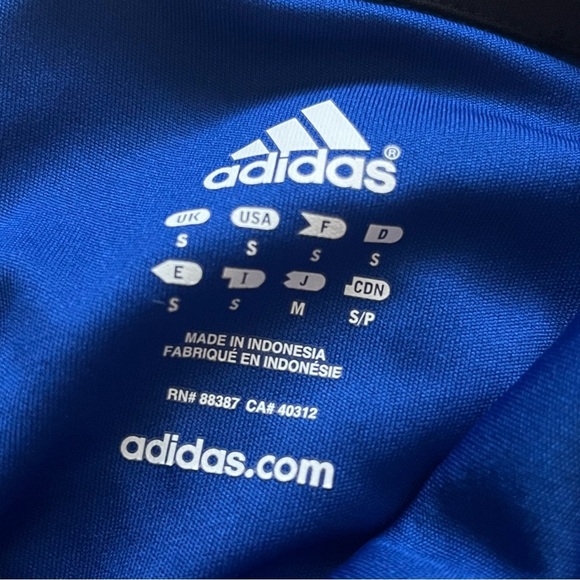 adidas®
UK USA F D
S S S S
E I J CDN
S S M S/P
MADE IN INDONESIA
FABRIQUÉ EN INDONÉSIE
RN# 88387 CA# 40312
adidas.com